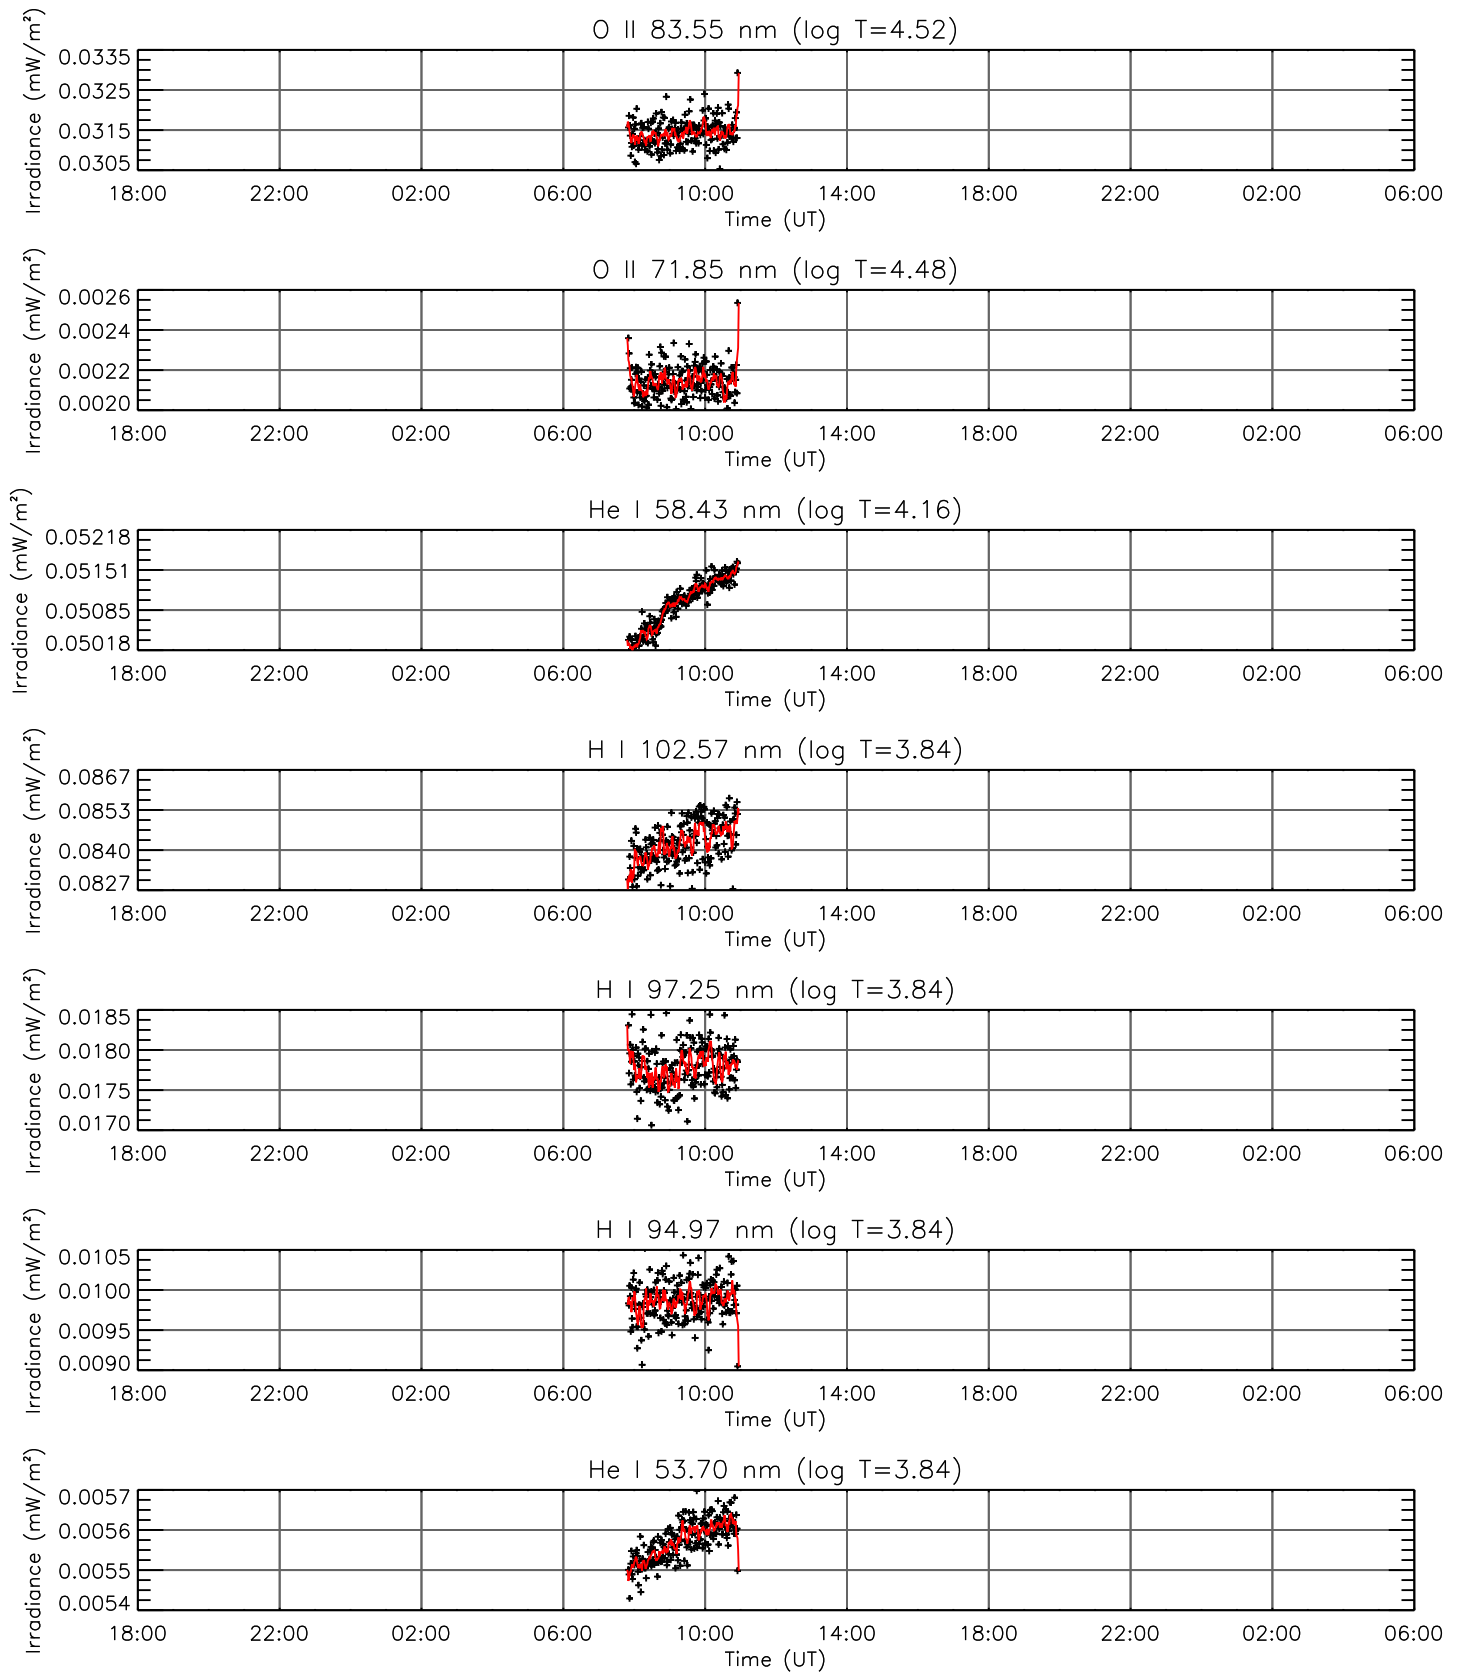 O II 83.55 nm (log T=4.52)
Irradiance (mW/m²)
0.0335
0.0325
0.0315
0.0305
18:00 22:00 02:00 06:00 10:00 14:00 18:00 22:00 02:00 06:00
Time (UT)
O II 71.85 nm (log T=4.48)
Irradiance (mW/m²)
0.0026
0.0024
0.0022
0.0020
18:00 22:00 02:00 06:00 10:00 14:00 18:00 22:00 02:00 06:00
Time (UT)
He I 58.43 nm (log T=4.16)
Irradiance (mW/m²)
0.05218
0.05151
0.05085
0.05018
18:00 22:00 02:00 06:00 10:00 14:00 18:00 22:00 02:00 06:00
Time (UT)
H I 102.57 nm (log T=3.84)
Irradiance (mW/m²)
0.0867
0.0853
0.0840
0.0827
18:00 22:00 02:00 06:00 10:00 14:00 18:00 22:00 02:00 06:00
Time (UT)
H I 97.25 nm (log T=3.84)
Irradiance (mW/m²)
0.0185
0.0180
0.0175
0.0170
18:00 22:00 02:00 06:00 10:00 14:00 18:00 22:00 02:00 06:00
Time (UT)
H I 94.97 nm (log T=3.84)
Irradiance (mW/m²)
0.0105
0.0100
0.0095
0.0090
18:00 22:00 02:00 06:00 10:00 14:00 18:00 22:00 02:00 06:00
Time (UT)
He I 53.70 nm (log T=3.84)
Irradiance (mW/m²)
0.0057
0.0056
0.0055
0.0054
18:00 22:00 02:00 06:00 10:00 14:00 18:00 22:00 02:00 06:00
Time (UT)